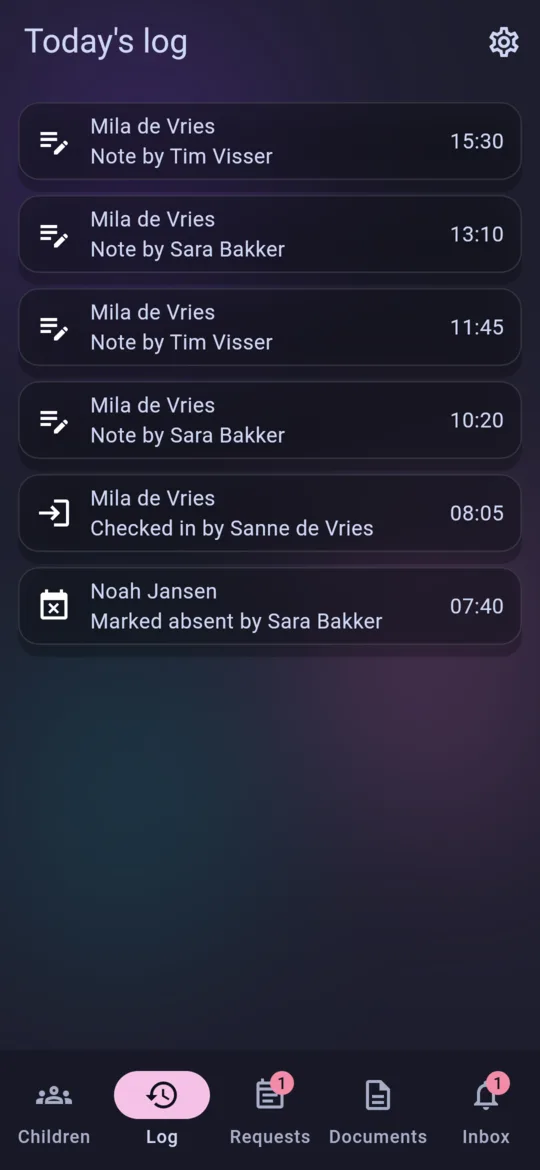 Today's log
Mila de Vries
Note by Tim Visser
15:30
Mila de Vries
Note by Sara Bakker
13:10
Mila de Vries
Note by Tim Visser
11:45
Mila de Vries
Note by Sara Bakker
10:20
Mila de Vries
Checked in by Sanne de Vries
08:05
Noah Jansen
Marked absent by Sara Bakker
07:40
1
1
Children
Log
Requests
Documents
Inbox